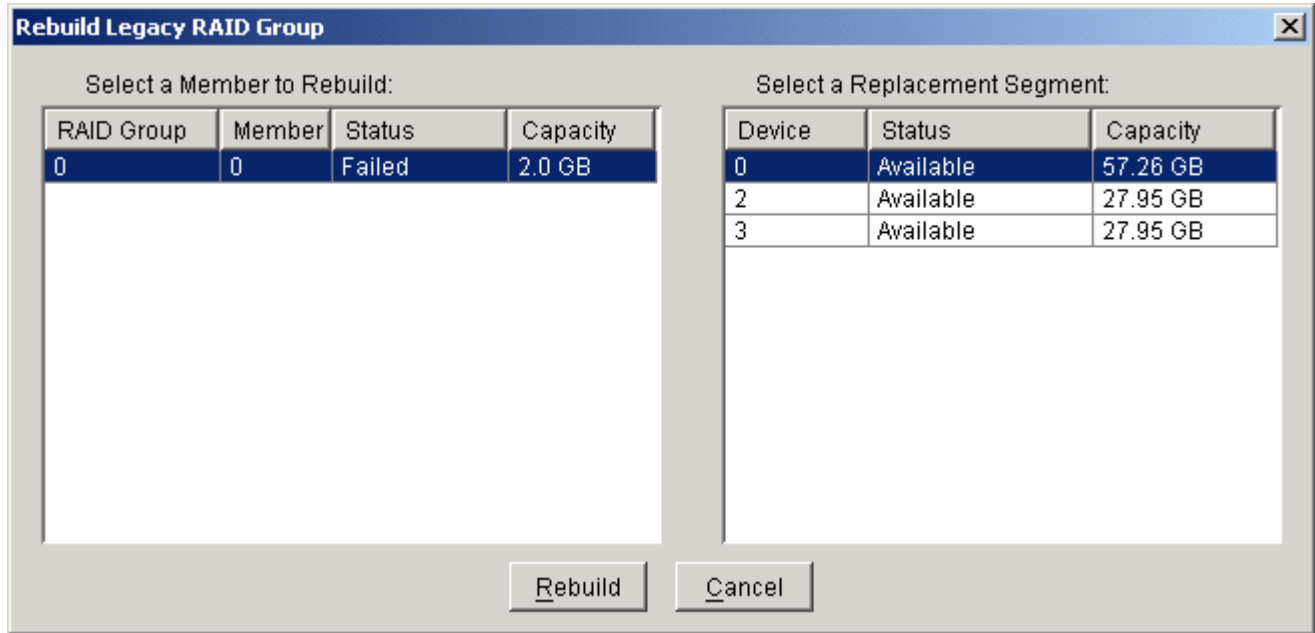 Rebuild Legacy RAID Group
Select a Member to Rebuild: Select a Replacement Segment:
RAID Group Member Status Capacity Device Status Capacity
0 0 Failed 2.0 GB 0 Available 57.26 GB
2 Available 27.95 GB
3 Available 27.95 GB
Rebuild Cancel